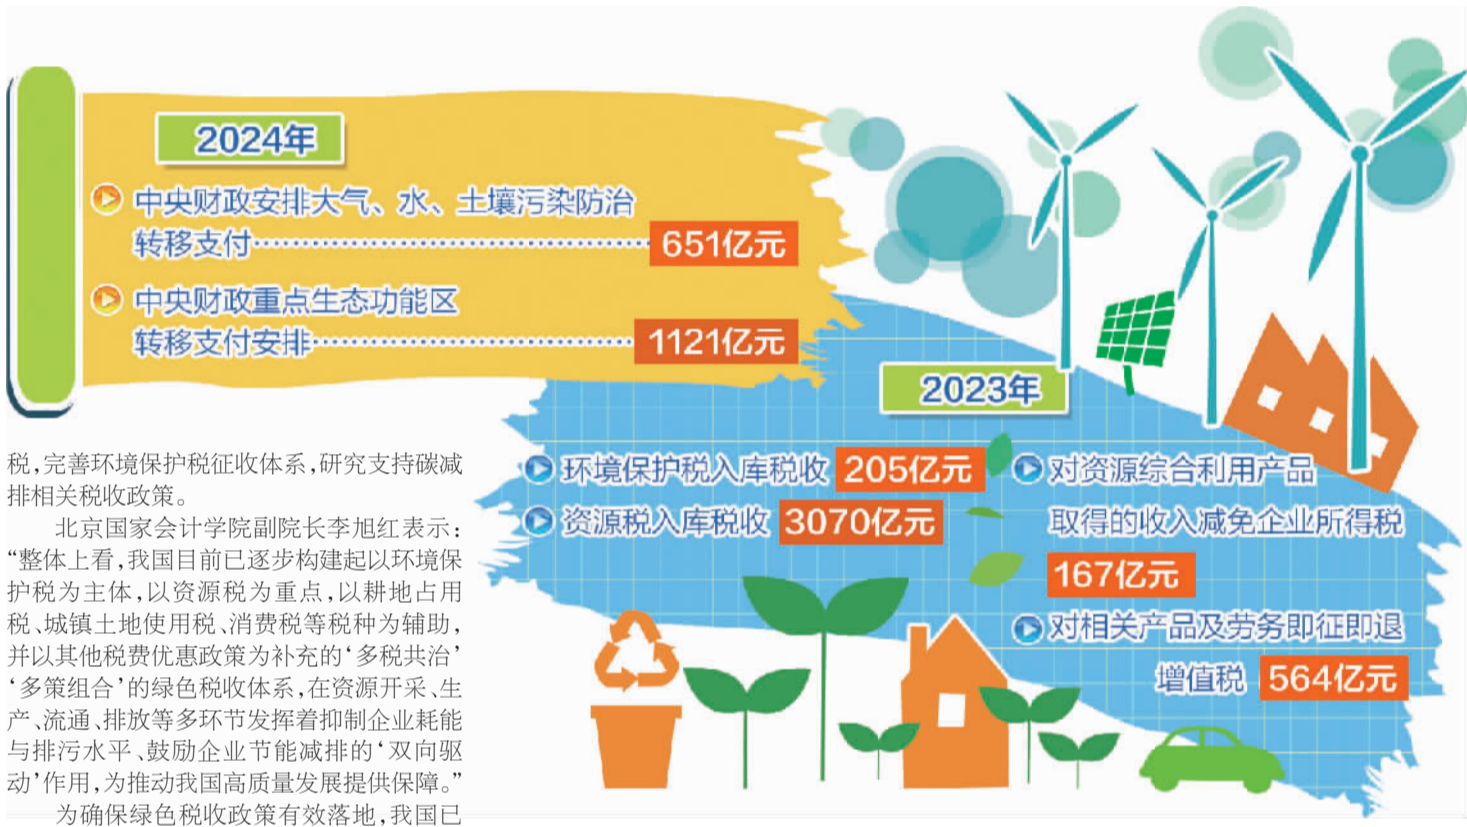 2024年
中央财政安排大气、水、土壤污染防治
转移支付 651亿元
中央财政重点生态功能区
转移支付安排 1121亿元
2023年
环境保护税入库税收 205亿元
资源税入库税收 3070亿元
对资源综合利用产品
取得的收入减免企业所得税
167亿元
对相关产品及劳务即征即退
增值税 564亿元
税,完善环境保护税征收体系,研究支持碳减
排相关税收政策。
北京国家会计学院副院长李旭红表示:
“整体上看,我国目前已逐步构建起以环境保
护税为主体,以资源税为重点,以耕地占用
税、城镇土地使用税、消费税等税种为辅助,
并以其他税费优惠政策为补充的‘多税共治’
‘多策组合’的绿色税收体系,在资源开采、生
产、流通、排放等多环节发挥着抑制企业耗能
与排污水平、鼓励企业节能减排的‘双向驱
动’作用,为推动我国高质量发展提供保障。”
为确保绿色税收政策有效落地,我国已